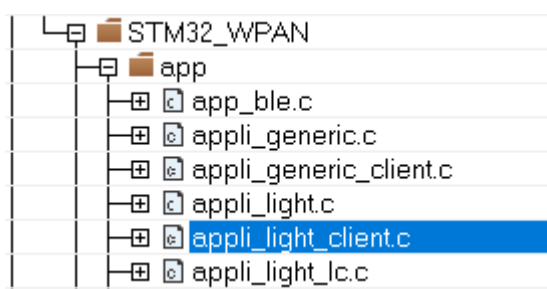 STM32_WPAN
app
app_ble.c
appli_generic.c
appli_generic_client.c
appli_light.c
appli_light_client.c
appli_light_lc.c